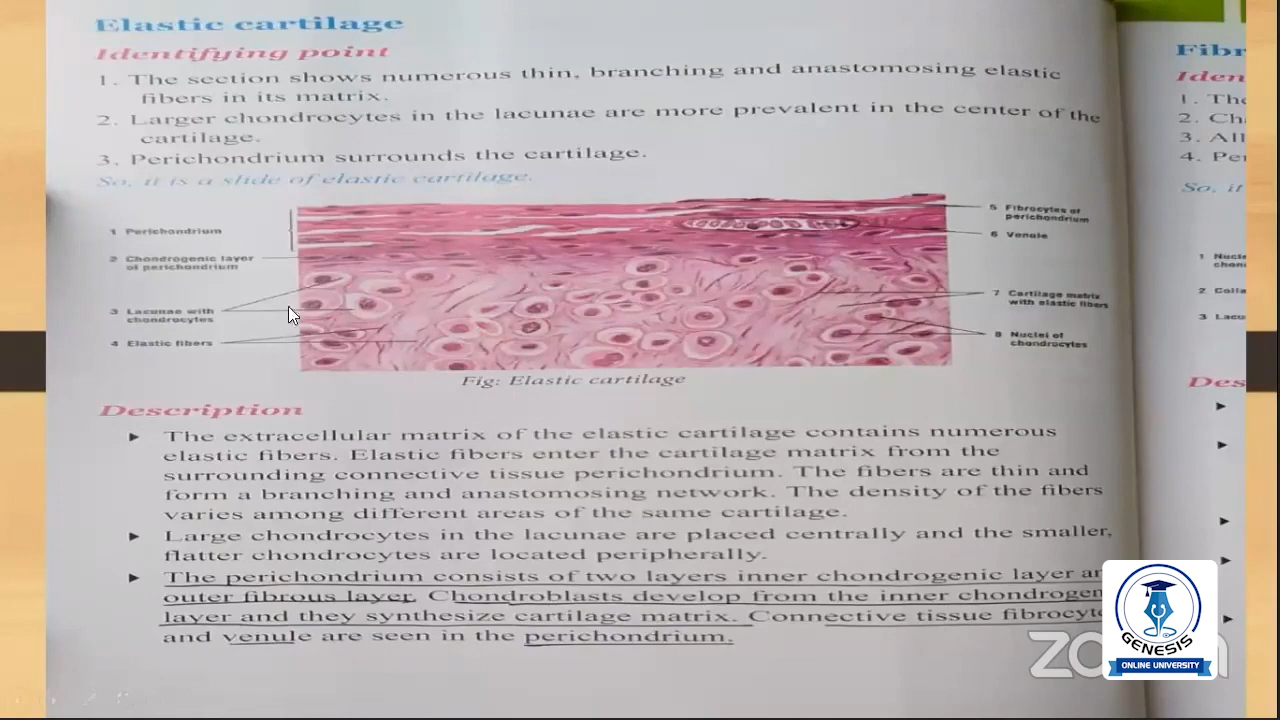 Elastic cartilage
Identifying point
1. The section shows numerous thin, branching and anastomosing elastic
fibers in its matrix.
2. Larger chondrocytes in the lacunae are more prevalent in the center of the
cartilage.
3. Perichondrium surrounds the cartilage.
So, it is a slide of elastic cartilage.
1 Perichondrium
2 Chondrogenic layer
of perichondrium
3 Lacunae with
chondrocytes
4 Elastic fibers
5 Fibrocytes of
perichondrium
6 Venule
7 Cartilage matrix
with elastic fibers
8 Nuclei of
chondrocytes
Fig: Elastic cartilage
Description
▸ The extracellular matrix of the elastic cartilage contains numerous
elastic fibers. Elastic fibers enter the cartilage matrix from the
surrounding connective tissue perichondrium. The fibers are thin and
form a branching and anastomosing network. The density of the fibers
varies among different areas of the same cartilage.
▸ Large chondrocytes in the lacunae are placed centrally and the smaller,
flatter chondrocytes are located peripherally.
▸ The perichondrium consists of two layers inner chondrogenic layer an
outer fibrous layer. Chondroblasts develop from the inner chondrogen
layer and they synthesize cartilage matrix. Connective tissue fibrocyt
and venule are seen in the perichondrium.
Fibr
Iden
1. The
2. Ch
3. All
4. Pe
So, it
1 Nucle
chon
2 Colla
3 Lacu
Des
GENESIS
ONLINE UNIVERSITY